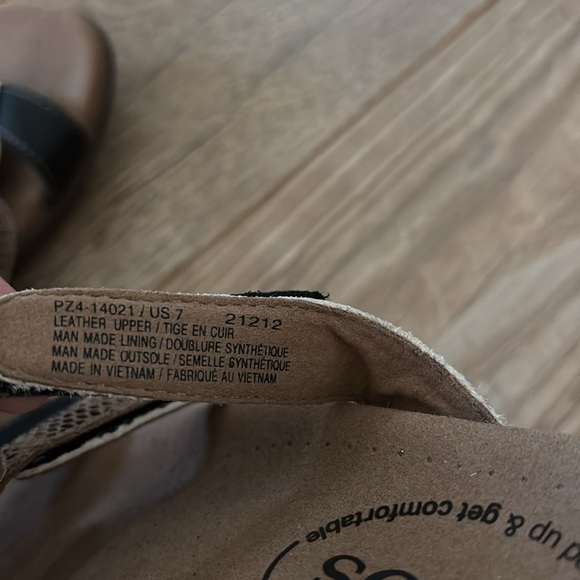 PZ4-14021 / US 7 21212
LEATHER UPPER / TIGE EN CUIR
MAN MADE LINING / DOUBLURE SYNTHÉTIQUE
MAN MADE OUTSOLE / SEMELLE SYNTHÉTIQUE
MADE IN VIETNAM / FABRIQUÉ AU VIETNAM
up & get comfortable